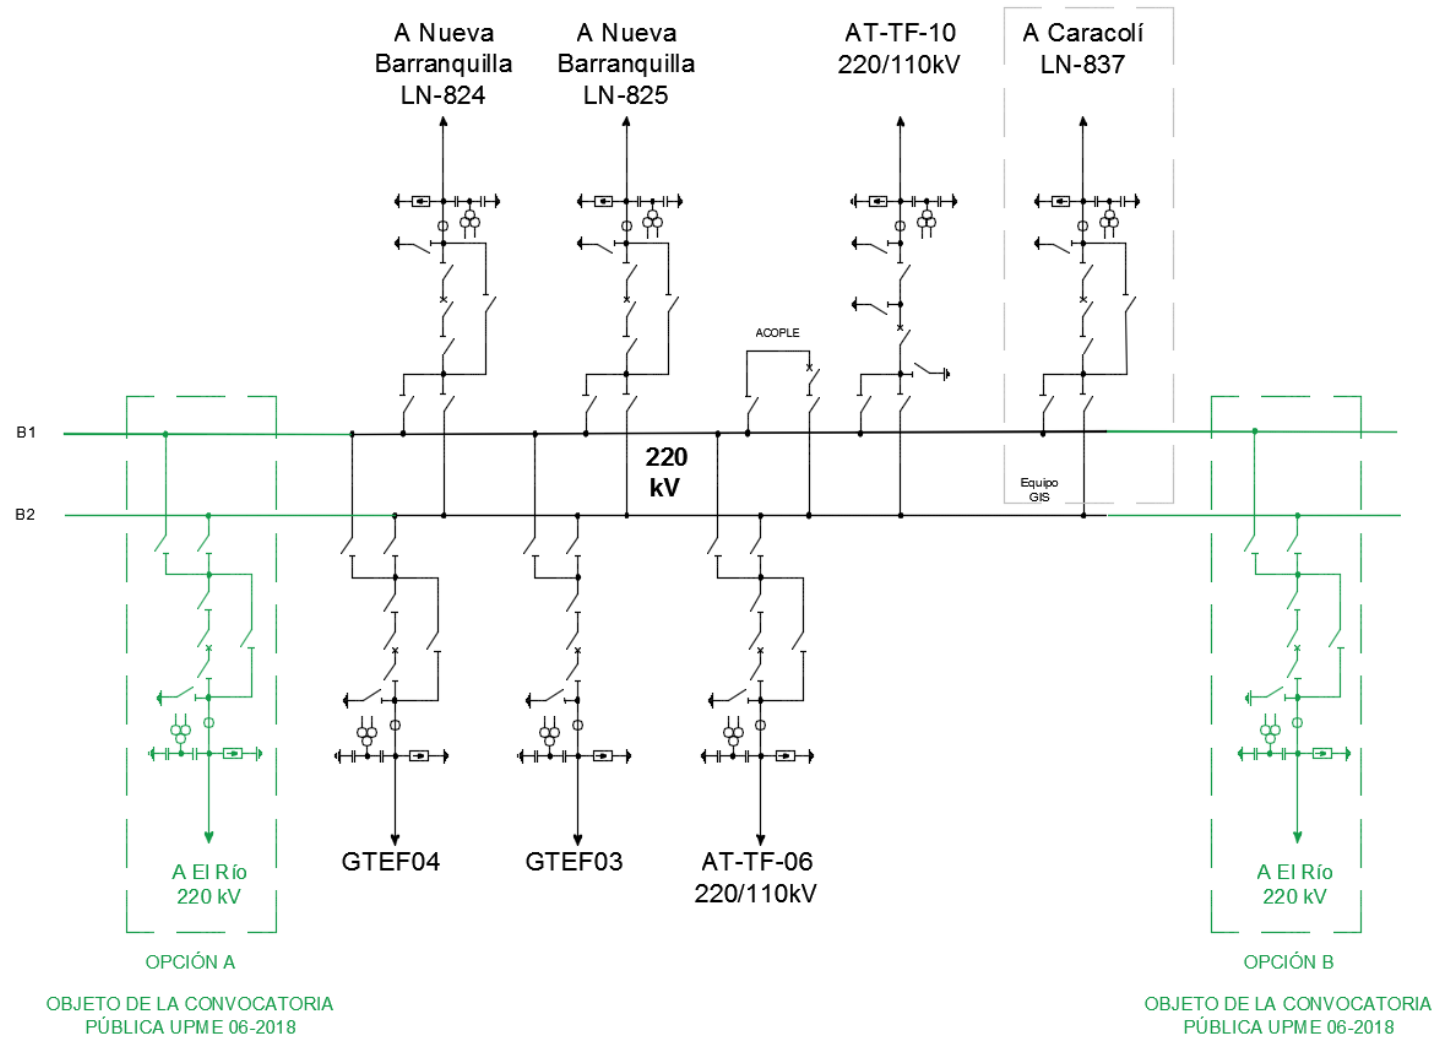 A Nueva
Barranquilla
LN-824
A Nueva
Barranquilla
LN-825
AT-TF-10
220/110kV
A Caracolí
LN-837
ACOPLE
B1
220
kV
Equipo
GIS
B2
A El Río
220 kV
GTEF04
GTEF03
AT-TF-06
220/110kV
A El Río
220 kV
OPCIÓN A
OPCIÓN B
OBJETO DE LA CONVOCATORIA
PÚBLICA UPME 06-2018
OBJETO DE LA CONVOCATORIA
PÚBLICA UPME 06-2018